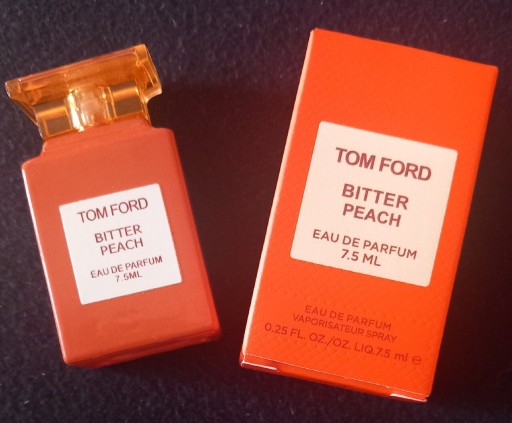 TOM FORD
BITTER
PEACH
EAU DE PARFUM
7.5ML
TOM FORD
BITTER
PEACH
EAU DE PARFUM
7.5 ML
EAU DE PARFUM
VAPORISATEUR SPRAY
0.25 FL. OZ./OZ. LIQ.7.5 ml ℮